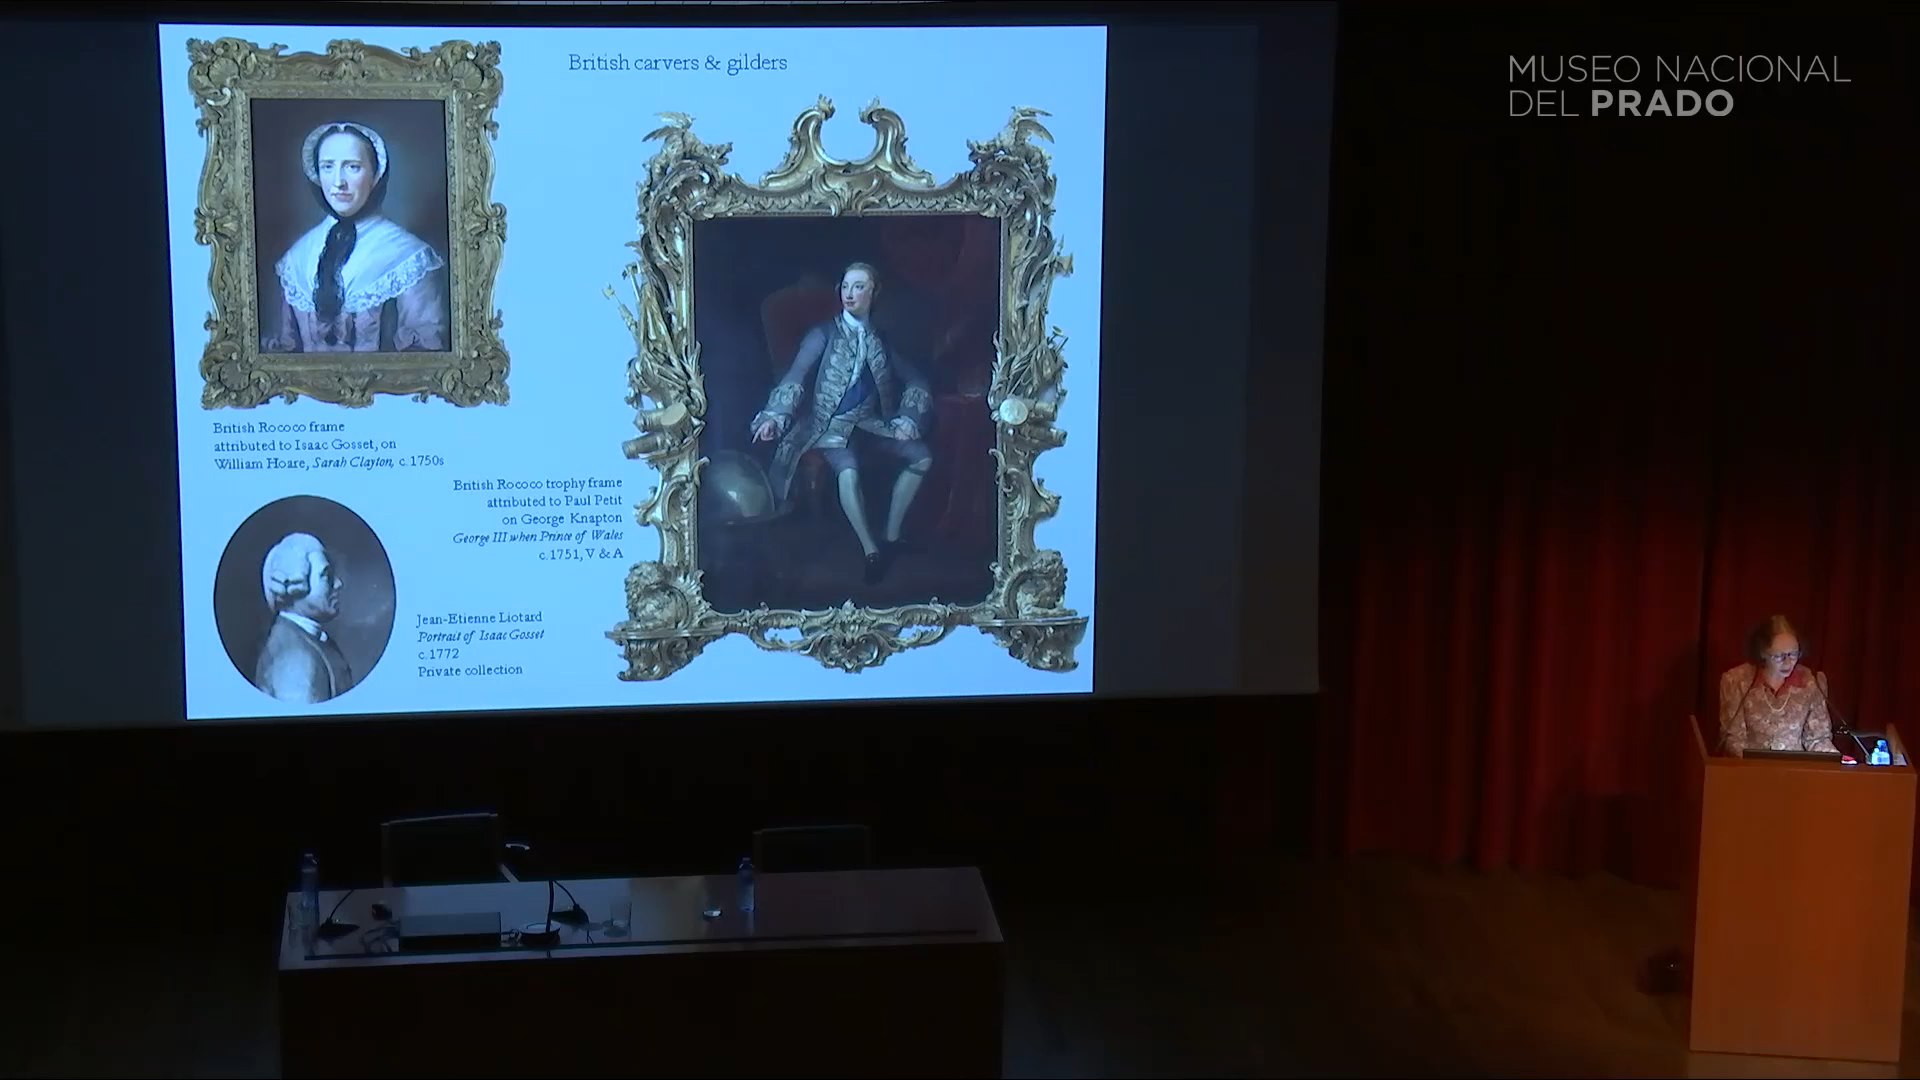 British carvers & gilders
MUSEO NACIONAL
DEL PRADO
British Rococo frame
attributed to Isaac Gosset, on
William Hoare, Sarah Clayton, c.1750s
British Rococo trophy frame
attributed to Paul Petit
on George Knapton
George III when Prince of Wales
c.1751, V & A
Jean-Etienne Liotard
Portrait of Isaac Gosset
c.1772
Private collection